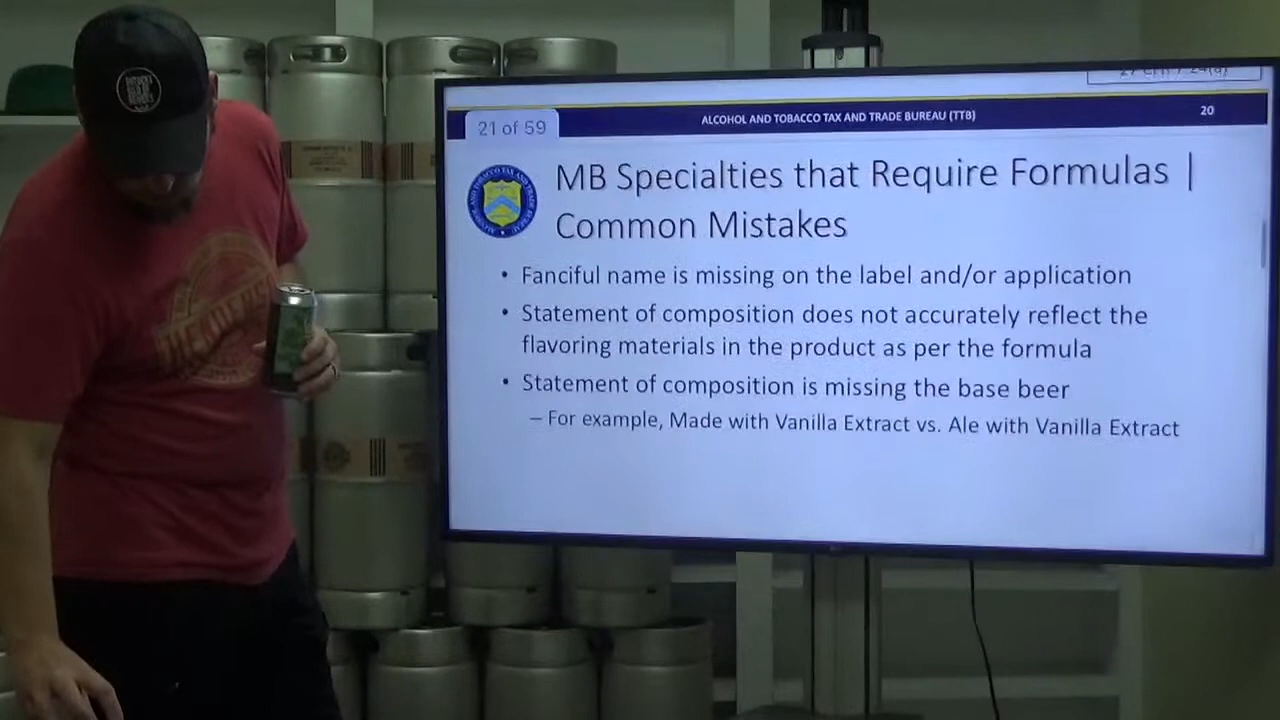 ALCOHOL AND TOBACCO TAX AND TRADE BUREAU (TTB)
20
21 of 59
MB Specialties that Require Formulas |
Common Mistakes
• Fanciful name is missing on the label and/or application
• Statement of composition does not accurately reflect the
flavoring materials in the product as per the formula
• Statement of composition is missing the base beer
– For example, Made with Vanilla Extract vs. Ale with Vanilla Extract